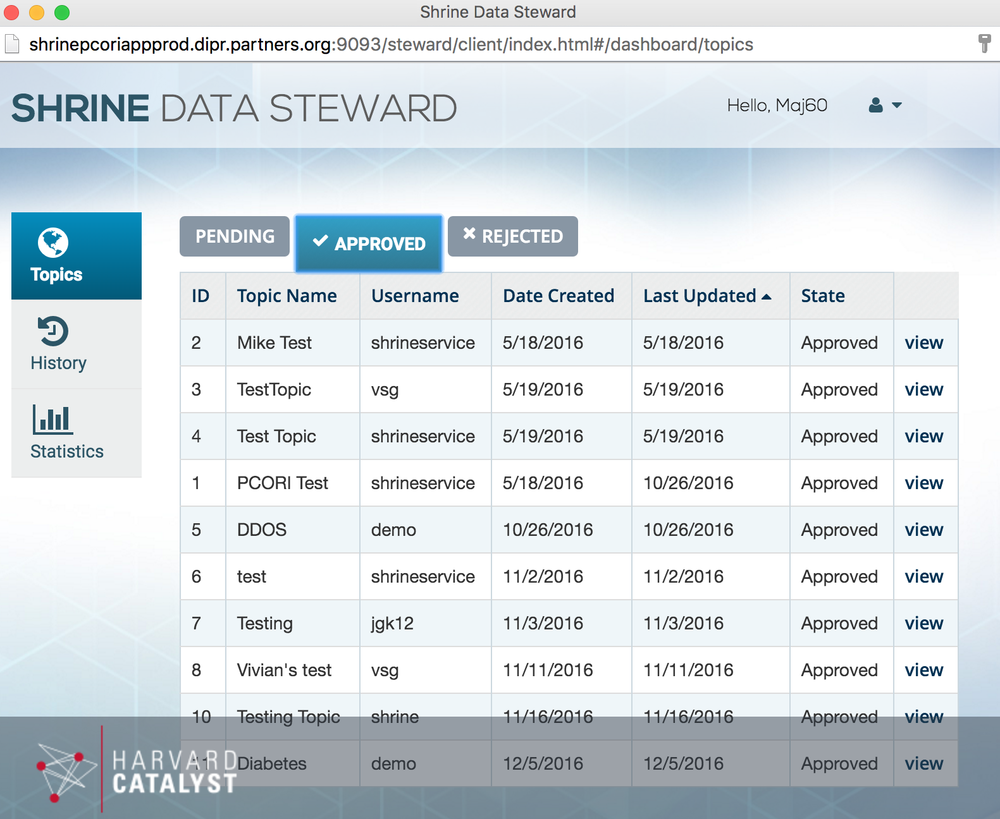 Shrine Data Steward
shrinepcoriappprod.dipr.partners.org:9093/steward/client/index.html#/dashboard/topics
SHRINE DATA STEWARD
Hello, Maj60
Topics
History
Statistics
PENDING APPROVED REJECTED
ID Topic Name Username Date Created Last Updated State
2 Mike Test shrineservice 5/18/2016 5/18/2016 Approved view
3 TestTopic vsg 5/19/2016 5/19/2016 Approved view
4 Test Topic shrineservice 5/19/2016 5/19/2016 Approved view
1 PCORI Test shrineservice 5/18/2016 10/26/2016 Approved view
5 DDOS demo 10/26/2016 10/26/2016 Approved view
6 test shrineservice 11/2/2016 11/2/2016 Approved view
7 Testing jgk12 11/3/2016 11/3/2016 Approved view
8 Vivian's test vsg 11/11/2016 11/11/2016 Approved view
10 Testing Topic shrine 11/16/2016 11/16/2016 Approved view
11 Diabetes demo 12/5/2016 12/5/2016 Approved view
HARVARD
CATALYST